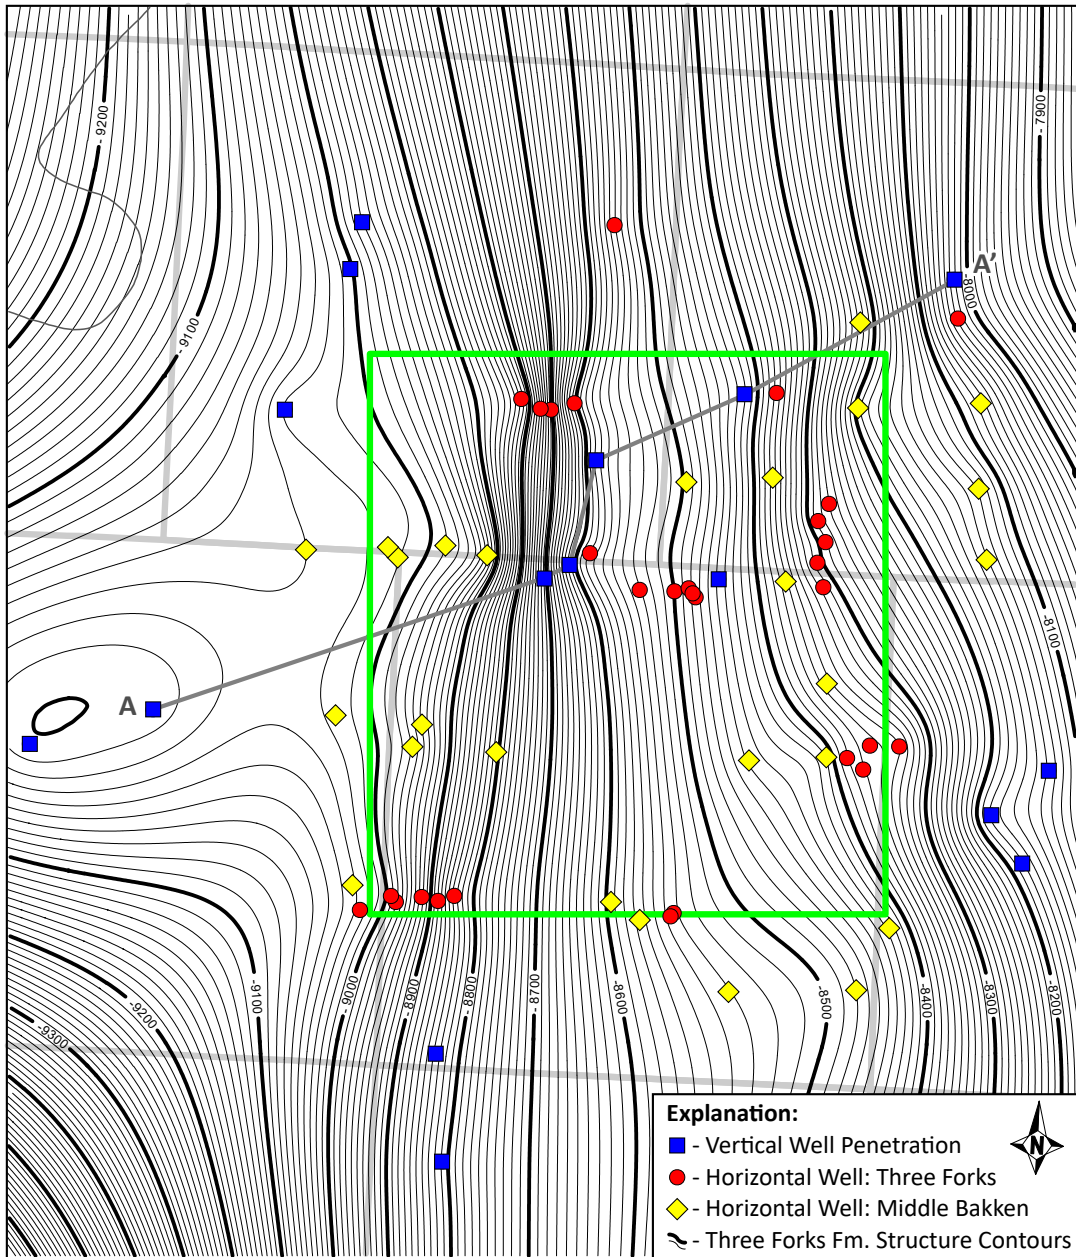 - 9200
- 7900
A'
-8000
- 9100
-8100
A
-9100
-9000
- 8900
- 8800
- 8700
-8600
-8500
-8400
-8300
-8200
-9200
-9300
Explanation:
- Vertical Well Penetration
- Horizontal Well: Three Forks
- Horizontal Well: Middle Bakken
- Three Forks Fm. Structure Contours
N